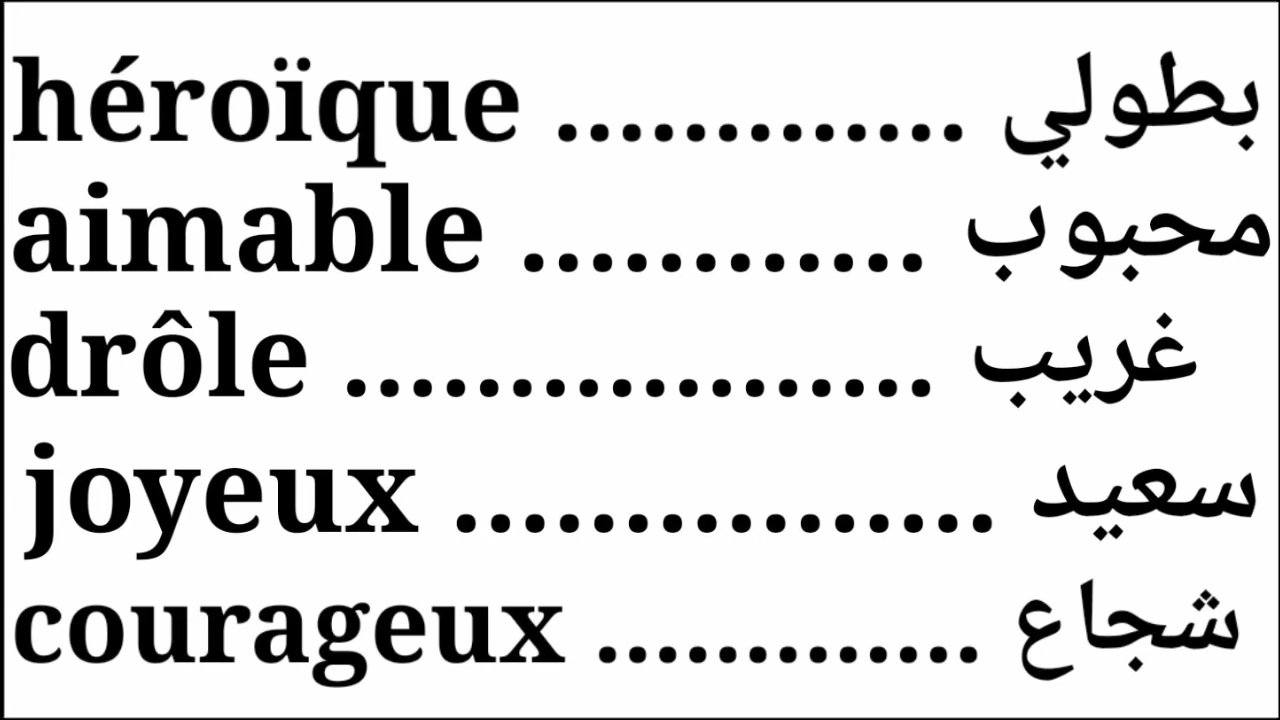 héroïque ............. بطولي
aimable ............ محبوب
drôle .................. غريب
joyeux ................ سعيد
courageux ............. شجاع